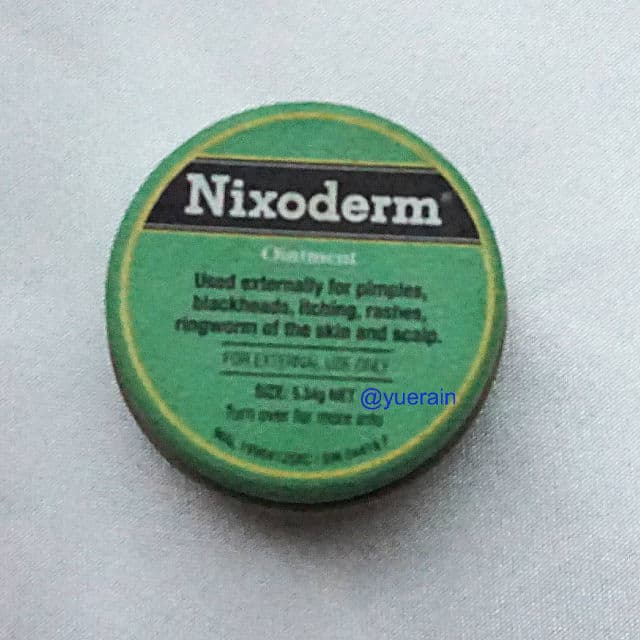 Nixoderm
Ointment
Used externally for pimples,
blackheads, itching, rashes,
ringworm of the skin and scalp.
FOR EXTERNAL USE ONLY
SIZE: NET
@yuerain
Turn over for more info